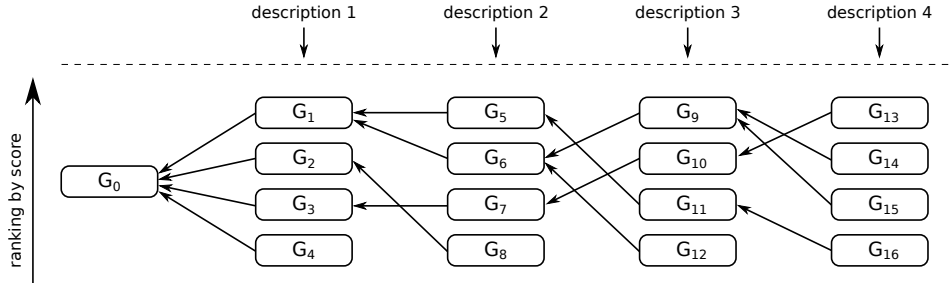 description 1 description 2 description 3 description 4
G₁ G₅ G₉ G₁₃
G₂ G₆ G₁₀ G₁₄
G₀
G₃ G₇ G₁₁ G₁₅
G₄ G₈ G₁₂ G₁₆
ranking by score